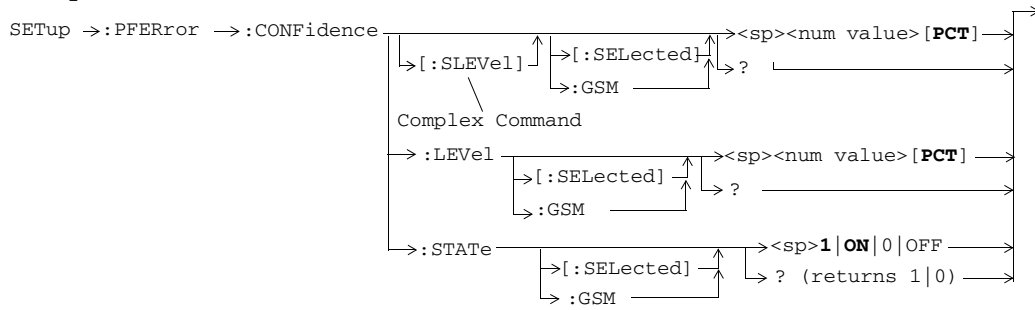 SETup :PFERror :CONFidence <sp><num value>[PCT]
[:SLEVel] [:SELected] ?
:GSM
Complex Command
:LEVel <sp><num value>[PCT]
[:SELected] ?
:GSM
:STATe <sp>1|ON|0|OFF
[:SELected] ? (returns 1|0)
:GSM